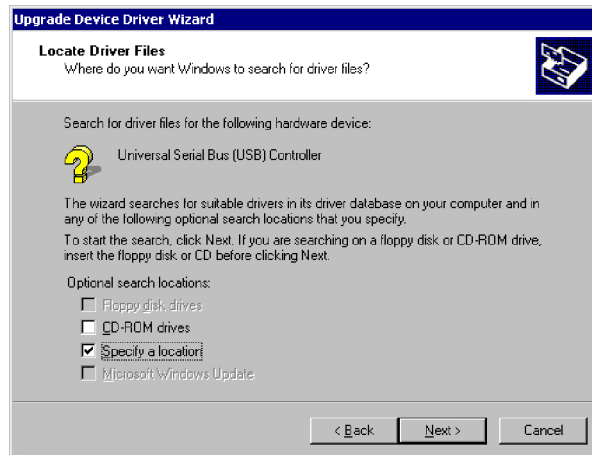 Upgrade Device Driver Wizard
Locate Driver Files
Where do you want Windows to search for driver files?
Search for driver files for the following hardware device:
Universal Serial Bus (USB) Controller
The wizard searches for suitable drivers in its driver database on your computer and in
any of the following optional search locations that you specify.
To start the search, click Next. If you are searching on a floppy disk or CD-ROM drive,
insert the floppy disk or CD before clicking Next.
Optional search locations:
Floppy disk drives
CD-ROM drives
Specify a location
Microsoft Windows Update
< Back Next > Cancel